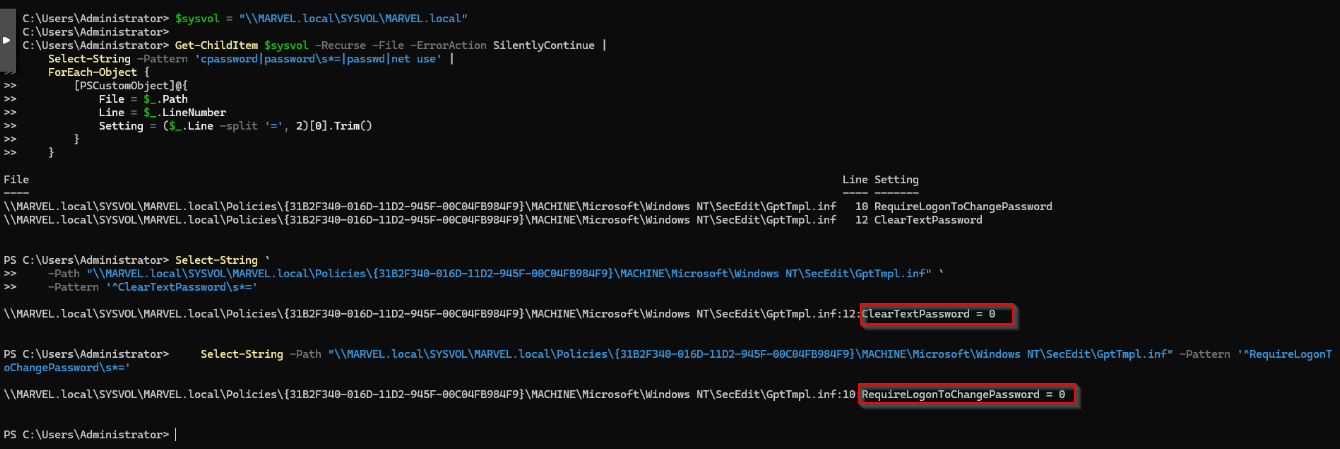 C:\Users\Administrator> $sysvol = "\\MARVEL.local\SYSVOL\MARVEL.local"
C:\Users\Administrator>
C:\Users\Administrator> Get-ChildItem $sysvol -Recurse -File -ErrorAction SilentlyContinue |
Select-String -Pattern 'cpassword|password\s*=|passwd|net use' |
>> ForEach-Object {
>> [PSCustomObject]@{
>> File = $_.Path
>> Line = $_.LineNumber
>> Setting = ($_.Line -split '=', 2)[0].Trim()
>> }
>> }
File Line Setting
---- ---- -------
\\MARVEL.local\SYSVOL\MARVEL.local\Policies\{31B2F340-016D-11D2-945F-00C04FB984F9}\MACHINE\Microsoft\Windows NT\SecEdit\GptTmpl.inf 10 RequireLogonToChangePassword
\\MARVEL.local\SYSVOL\MARVEL.local\Policies\{31B2F340-016D-11D2-945F-00C04FB984F9}\MACHINE\Microsoft\Windows NT\SecEdit\GptTmpl.inf 12 ClearTextPassword
PS C:\Users\Administrator> Select-String `
>> -Path "\\MARVEL.local\SYSVOL\MARVEL.local\Policies\{31B2F340-016D-11D2-945F-00C04FB984F9}\MACHINE\Microsoft\Windows NT\SecEdit\GptTmpl.inf" `
>> -Pattern '^ClearTextPassword\s*='
\\MARVEL.local\SYSVOL\MARVEL.local\Policies\{31B2F340-016D-11D2-945F-00C04FB984F9}\MACHINE\Microsoft\Windows NT\SecEdit\GptTmpl.inf:12:ClearTextPassword = 0
PS C:\Users\Administrator> Select-String -Path "\\MARVEL.local\SYSVOL\MARVEL.local\Policies\{31B2F340-016D-11D2-945F-00C04FB984F9}\MACHINE\Microsoft\Windows NT\SecEdit\GptTmpl.inf" -Pattern '^RequireLogonT
oChangePassword\s*='
\\MARVEL.local\SYSVOL\MARVEL.local\Policies\{31B2F340-016D-11D2-945F-00C04FB984F9}\MACHINE\Microsoft\Windows NT\SecEdit\GptTmpl.inf:10:RequireLogonToChangePassword = 0
PS C:\Users\Administrator>